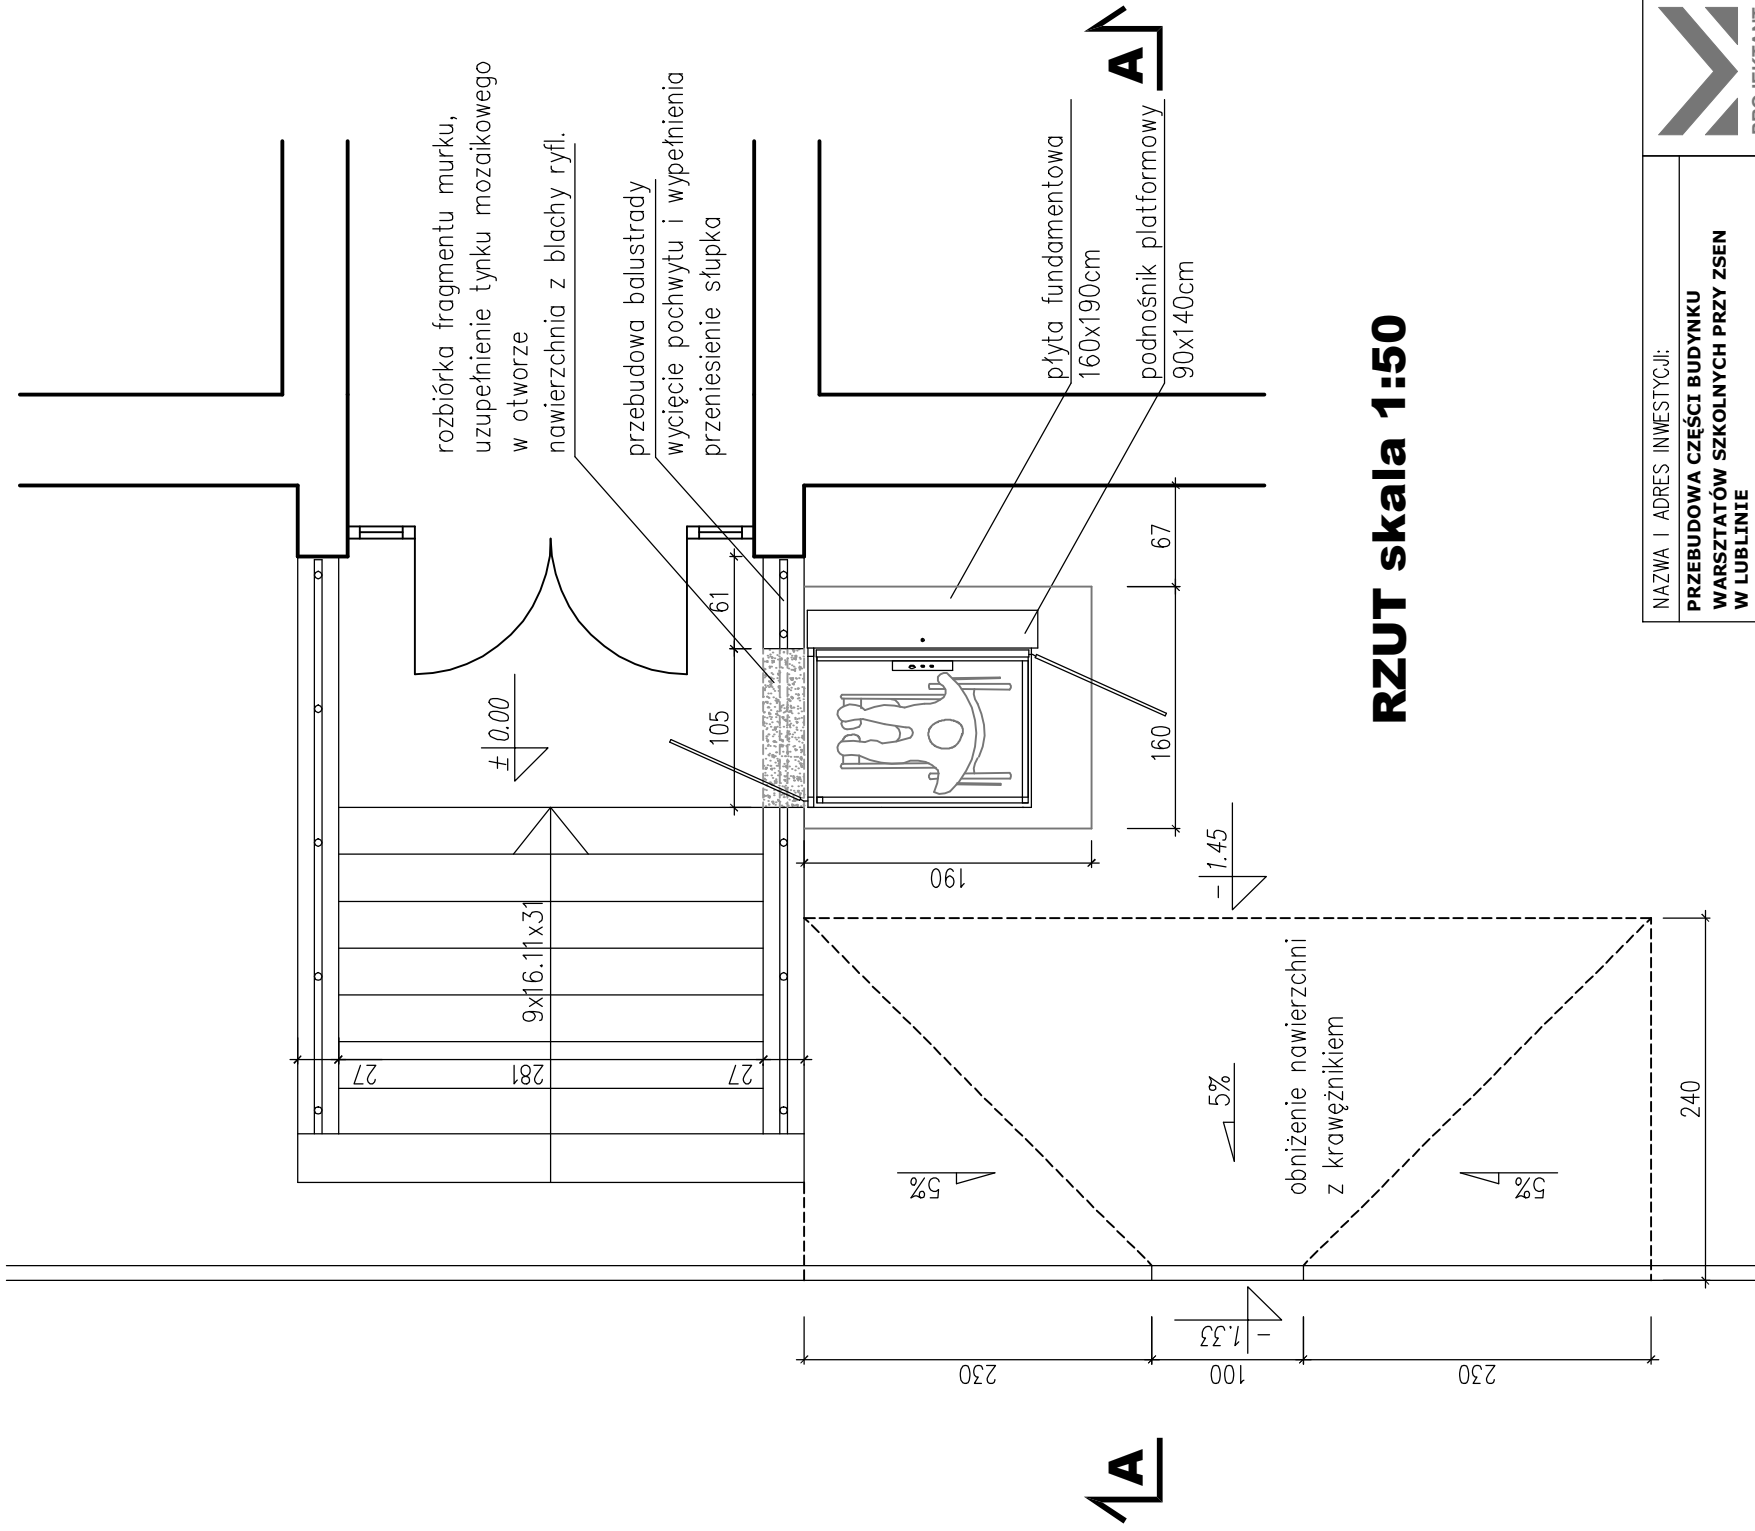 A
A
rozbiórka fragmentu murku,
uzupełnienie tynku mozaikowego
w otworze
nawierzchnia z blachy ryfl.
przebudowa balustrady
wycięcie pochwytu i wypełnienia
przeniesienie słupka
płyta fundamentowa
160x190cm
podnośnik platformowy
90x140cm
± 0.00
9x16.11x31
27
281
27
61
105
67
160
190
- 1.45
- 1.33
5%
5%
5%
obniżenie nawierzchni
z krawężnikiem
240
230
100
230
RZUT skala 1:50
NAZWA I ADRES INWESTYCJI:
PRZEBUDOWA CZĘŚCI BUDYNKU
WARSZTATÓW SZKOLNYCH PRZY ZSEN
W LUBLINIE